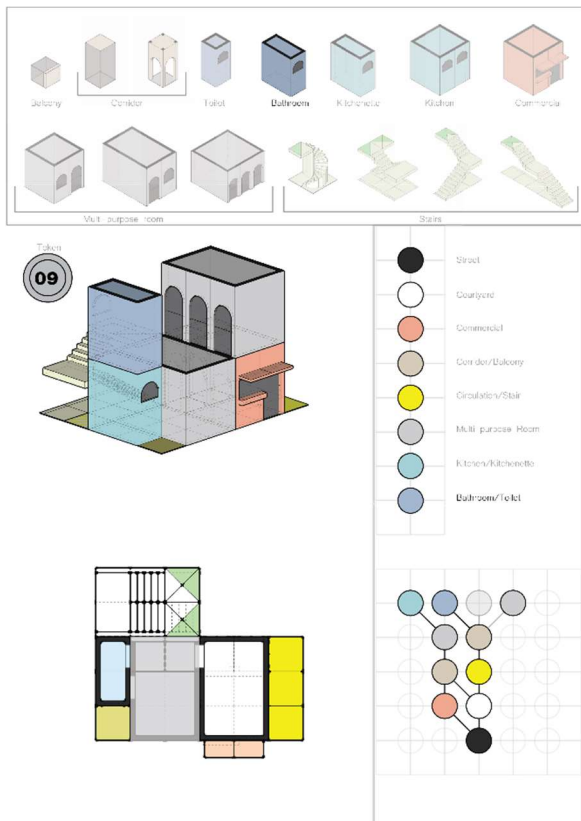 Balcony
Corridor
Toilet
Bathroom
Kitchenette
Kitchen
Commercial
Multi purpose room
Stairs
Token
09
Street
Courtyard
Commercial
Corrider/Balcony
Circulation/Stair
Multi purpose Room
Kitchen/Kitchenette
Bathroom/Toilet